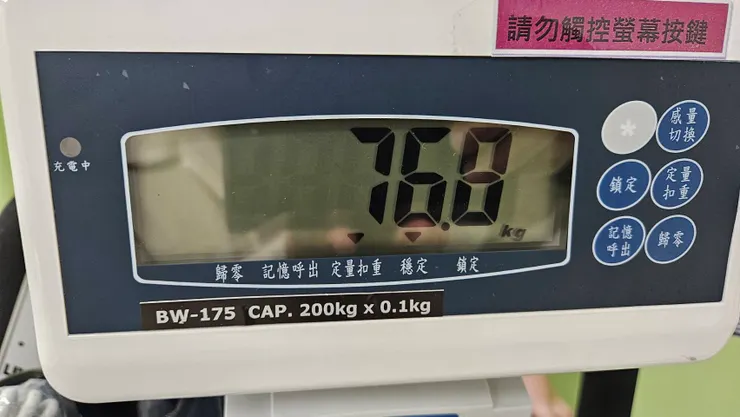 請勿觸控螢幕按鍵
充電中
76.8 kg
感量
切換
鎖定
定量
扣重
記憶
呼出
歸零
歸零 記憶呼出 定量扣重 穩定 鎖定
BW-175 CAP. 200kg x 0.1kg